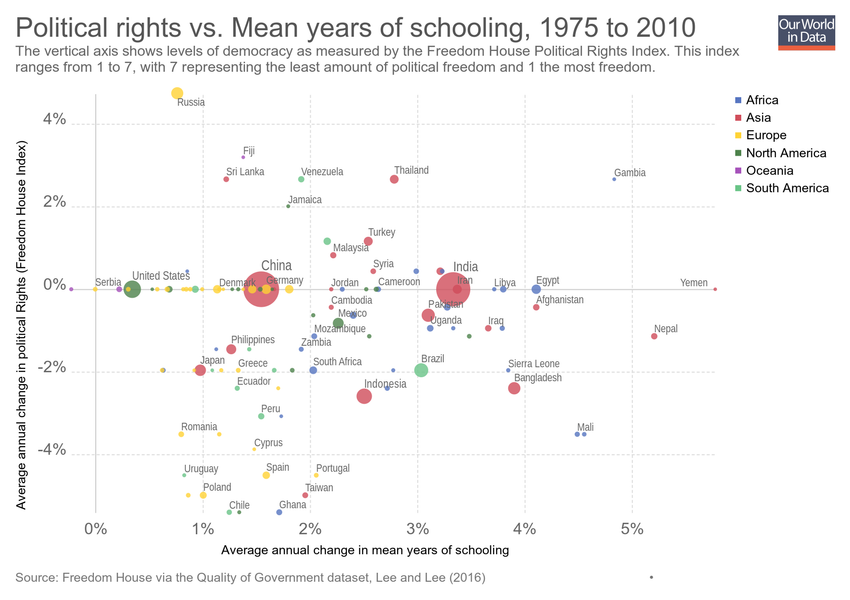 Political rights vs. Mean years of schooling, 1975 to 2010
Our World
in Data
The vertical axis shows levels of democracy as measured by the Freedom House Political Rights Index. This index
ranges from 1 to 7, with 7 representing the least amount of political freedom and 1 the most freedom.
Average annual change in political Rights (Freedom House Index)
4%
2%
0%
-2%
-4%
Russia
Fiji
Sri Lanka
Venezuela
Thailand
Gambia
Jamaica
Turkey
Malaysia
Syria
China
India
Serbia
United States
Denmark
Germany
Jordan
Cameroon
Iran
Libya
Egypt
Yemen
Cambodia
Mexico
Pakistan
Afghanistan
Mozambique
Uganda
Iraq
Nepal
Philippines
Zambia
Japan
Greece
South Africa
Brazil
Sierra Leone
Ecuador
Indonesia
Bangladesh
Peru
Romania
Mali
Cyprus
Uruguay
Spain
Portugal
Poland
Taiwan
Chile
Ghana
0%
1%
2%
3%
4%
5%
Average annual change in mean years of schooling
Africa
Asia
Europe
North America
Oceania
South America
Source: Freedom House via the Quality of Government dataset, Lee and Lee (2016)